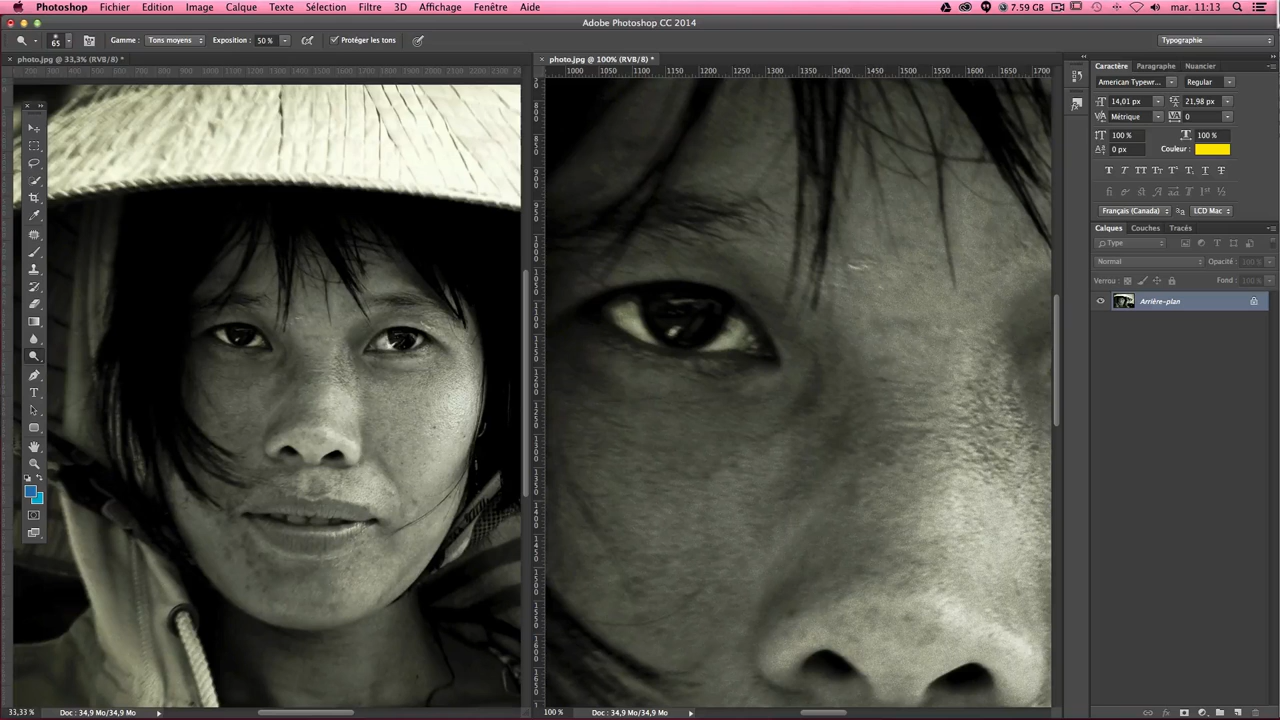 Photoshop Fichier Edition Image Calque Texte Sélection Filtre 3D Affichage Fenêtre Aide 7.59 GB mar. 11:13
Adobe Photoshop CC 2014
65 Gamme : Tons moyens Exposition : 50 % Protéger les tons Typographie
photo.jpg @ 33,3% (RVB/8) * photo.jpg @ 100% (RVB/8) *
1000 1050 1100 1150 1200 1250 1300 1350 1400 1450 1500 1550 1600 1650 1700
Caractère Paragraphe Nuancier
American Typewr... Regular
14,01 px 21,98 px
Métrique 0
100 % 100 %
0 px Couleur :
Français (Canada) LCD Mac
Calques Couches Tracés
Type
Normal Opacité : 100 %
Verrou : Fond : 100 %
Arrière-plan
33,33 % Doc : 34,9 Mo/34,9 Mo 100 % Doc : 34,9 Mo/34,9 Mo